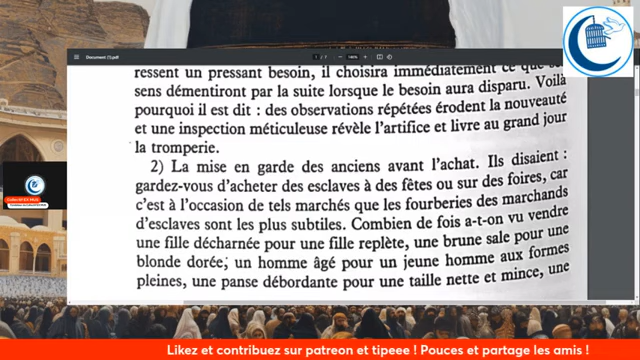 Document (1).pdf
ressent un pressant besoin, il choisira immédiatement ce que
sens démentiront par la suite lorsque le besoin aura disparu. Voilà
pourquoi il est dit : des observations répétées érodent la nouveauté
et une inspection méticuleuse révèle l'artifice et livre au grand jour
la tromperie.
2) La mise en garde des anciens avant l'achat. Ils disaient :
gardez-vous d'acheter des esclaves à des fêtes ou sur des foires, car
c'est à l'occasion de tels marchés que les fourberies des marchands
d'esclaves sont les plus subtiles. Combien de fois a-t-on vu vendre
une fille décharnée pour une fille replète, une brune sale pour une
blonde dorée; un homme âgé pour un jeune homme aux formes
pleines, une panse débordante pour une taille nette et mince, une
Likez et contribuez sur patreon et tipeee ! Pouces et partage les amis !